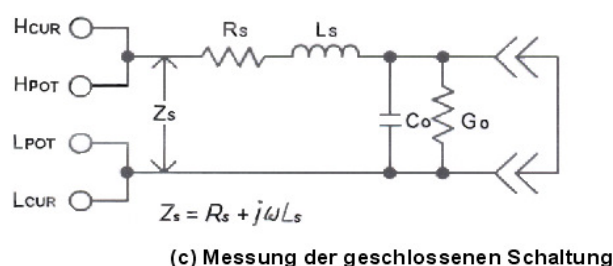 HCUR
Rs
Ls
HPOT
Zs
Co
Go
LPOT
LCUR
Zs = Rs + jωLs
(c) Messung der geschlossenen Schaltung